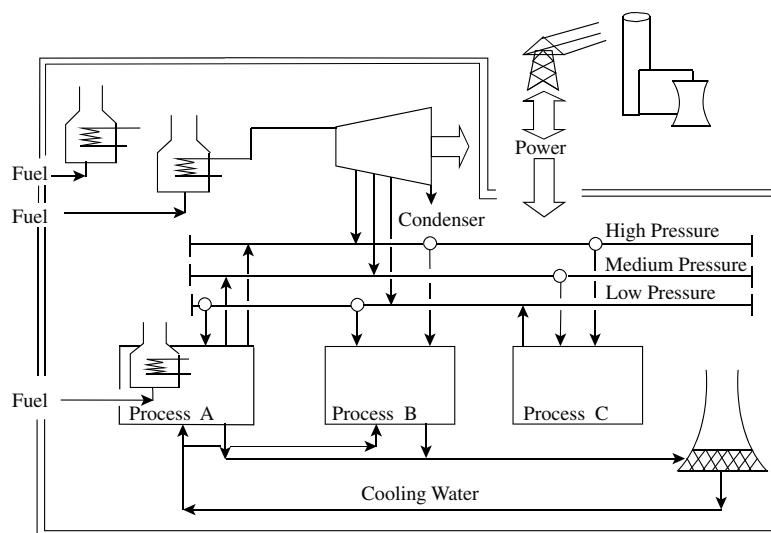 Power
Fuel
Fuel
Condenser
High Pressure
Medium Pressure
Low Pressure
Fuel
Process A
Process B
Process C
Cooling Water